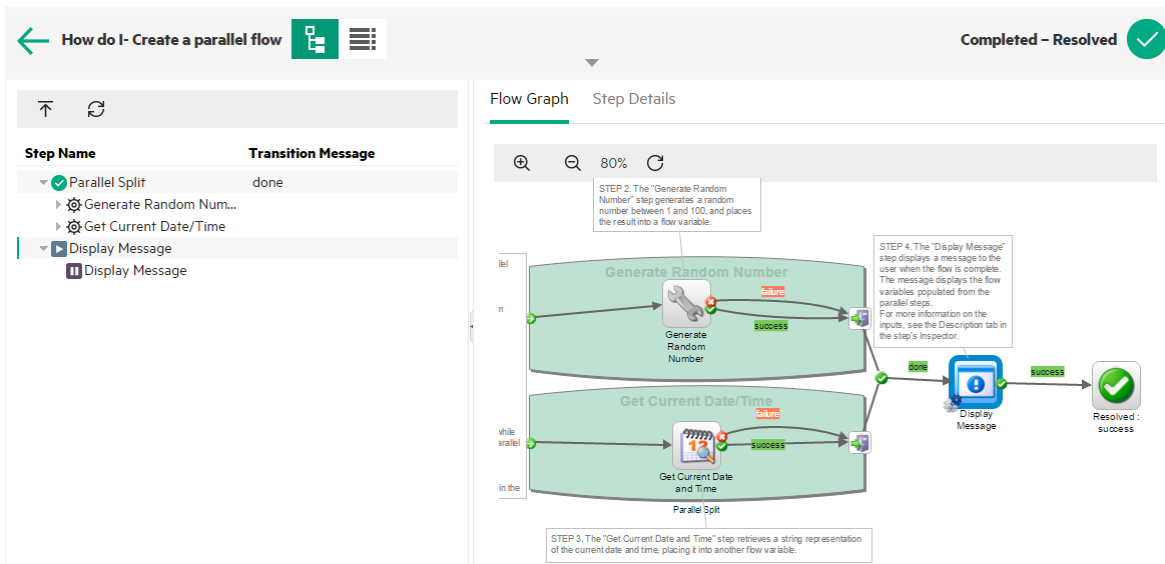 How do I- Create a parallel flow
Completed – Resolved
Step Name
Transition Message
Parallel Split
done
Generate Random Num...
Get Current Date/Time
Display Message
Display Message
Flow Graph
Step Details
80%
STEP 2. The "Generate Random
Number" step generates a random
number between 1 and 100, and places
the result into a flow variable.
Generate Random Number
failure
success
Generate
Random
Number
STEP 4. The "Display Message"
step displays a message to the
user when the flow is complete.
The message displays the flow
variables populated from the
parallel steps.
For more information on the
inputs, see the Description tab in
the step's Inspector.
done
success
Display
Message
Resolved :
success
Get Current Date/Time
failure
success
12
Get Current Date
and Time
in the
Parallel Split
STEP 3. The "Get Current Date and Time" step retrieves a string representation
of the current date and time, placing it into another flow variable.